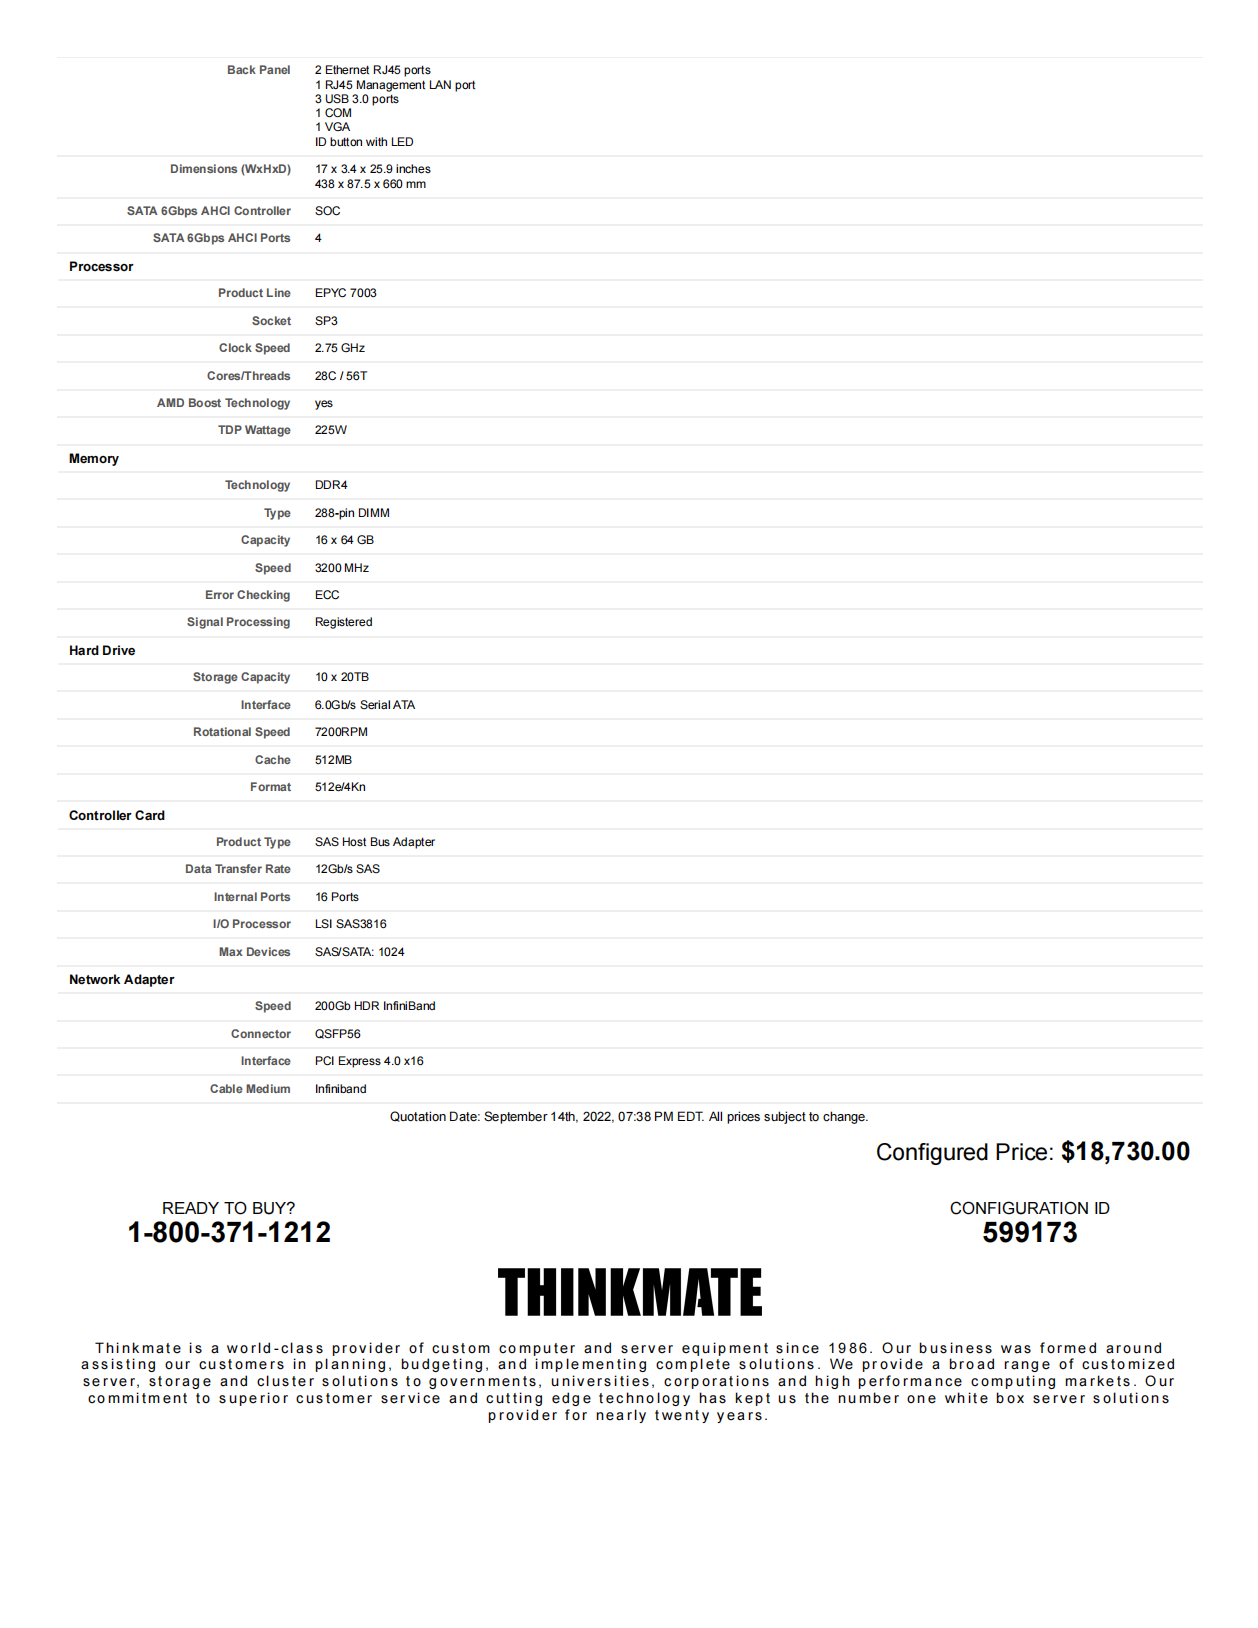 Back Panel 2 Ethernet RJ45 ports
1 RJ45 Management LAN port
3 USB 3.0 ports
1 COM
1 VGA
ID button with LED
Dimensions (WxHxD) 17 x 3.4 x 25.9 inches
438 x 87.5 x 660 mm
SATA 6Gbps AHCI Controller SOC
SATA 6Gbps AHCI Ports 4
Processor
Product Line EPYC 7003
Socket SP3
Clock Speed 2.75 GHz
Cores/Threads 28C / 56T
AMD Boost Technology yes
TDP Wattage 225W
Memory
Technology DDR4
Type 288-pin DIMM
Capacity 16 x 64 GB
Speed 3200 MHz
Error Checking ECC
Signal Processing Registered
Hard Drive
Storage Capacity 10 x 20TB
Interface 6.0Gb/s Serial ATA
Rotational Speed 7200RPM
Cache 512MB
Format 512e/4Kn
Controller Card
Product Type SAS Host Bus Adapter
Data Transfer Rate 12Gb/s SAS
Internal Ports 16 Ports
I/O Processor LSI SAS3816
Max Devices SAS/SATA: 1024
Network Adapter
Speed 200Gb HDR InfiniBand
Connector QSFP56
Interface PCI Express 4.0 x16
Cable Medium Infiniband
Quotation Date: September 14th, 2022, 07:38 PM EDT. All prices subject to change.
Configured Price: $18,730.00
READY TO BUY?
1-800-371-1212
CONFIGURATION ID
599173
THINKMATE
Thinkmate is a world-class provider of custom computer and server equipment since 1986. Our business was formed around
assisting our customers in planning, budgeting, and implementing complete solutions. We provide a broad range of customized
server, storage and cluster solutions to governments, universities, corporations and high performance computing markets. Our
commitment to superior customer service and cutting edge technology has kept us the number one white box server solutions
provider for nearly twenty years.